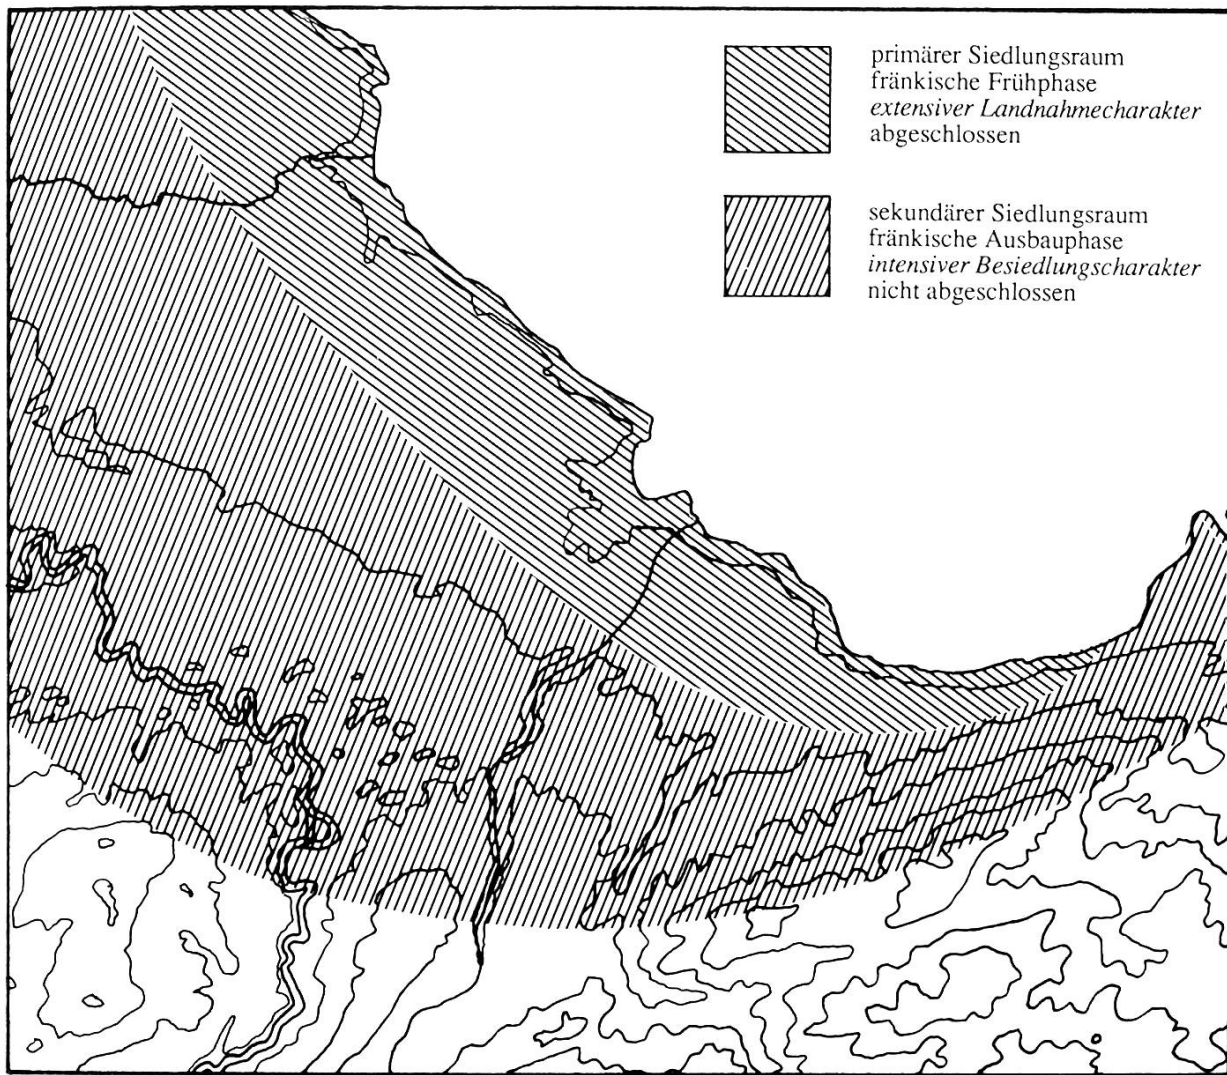 primärer Siedlungsraum
fränkische Frühphase
extensiver Landnahmecharakter
abgeschlossen
sekundärer Siedlungsraum
fränkische Ausbauphase
intensiver Besiedlungscharakter
nicht abgeschlossen